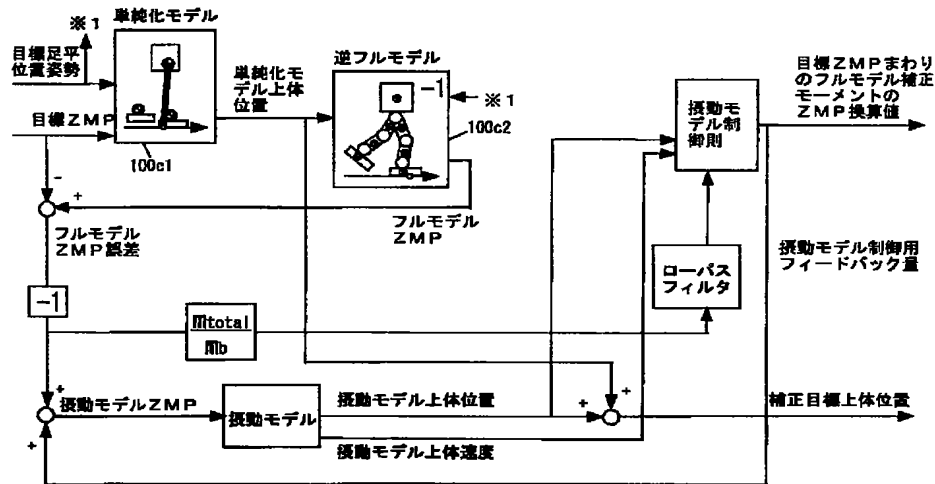 ※1
単純化モデル
目標足平
位置姿勢
目標ZMP
100c1
単純化モ
デル上体
位置
逆フルモデル
-1
※1
100c2
摂動モ
デル制
御則
目標ZMPまわり
のフルモデル補正
モーメントの
ZMP換算値
-
+
フルモデル
ZMP誤差
フルモデル
ZMP
摂動モデル制御用
フィードバック量
ローパス
フィルタ
-1
Mtotal
Mb
+
摂動モデルZMP
+
摂動モデル
摂動モデル上体位置
摂動モデル上体速度
+
+
補正目標上体位置